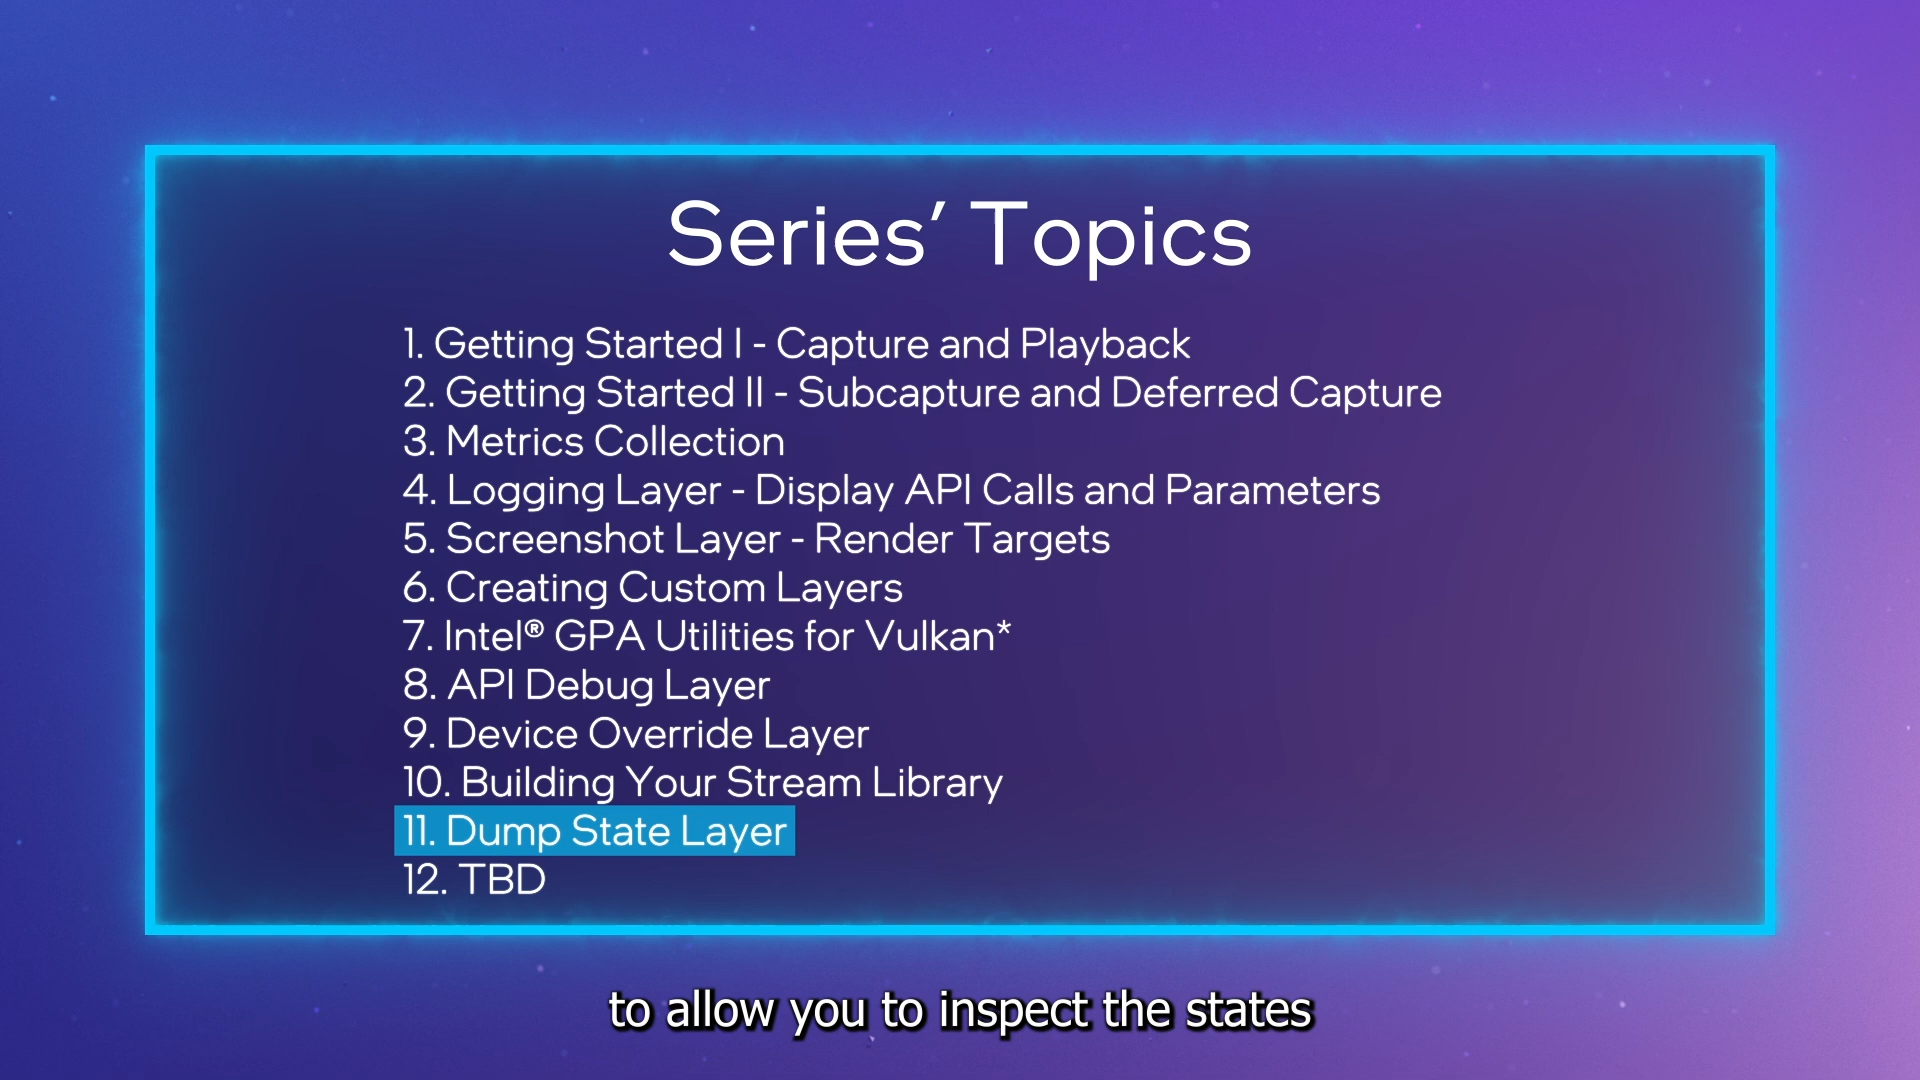 Series’ Topics
1. Getting Started I - Capture and Playback
2. Getting Started II - Subcapture and Deferred Capture
3. Metrics Collection
4. Logging Layer - Display API Calls and Parameters
5. Screenshot Layer - Render Targets
6. Creating Custom Layers
7. Intel® GPA Utilities for Vulkan*
8. API Debug Layer
9. Device Override Layer
10. Building Your Stream Library
11. Dump State Layer
12. TBD
to allow you to inspect the states